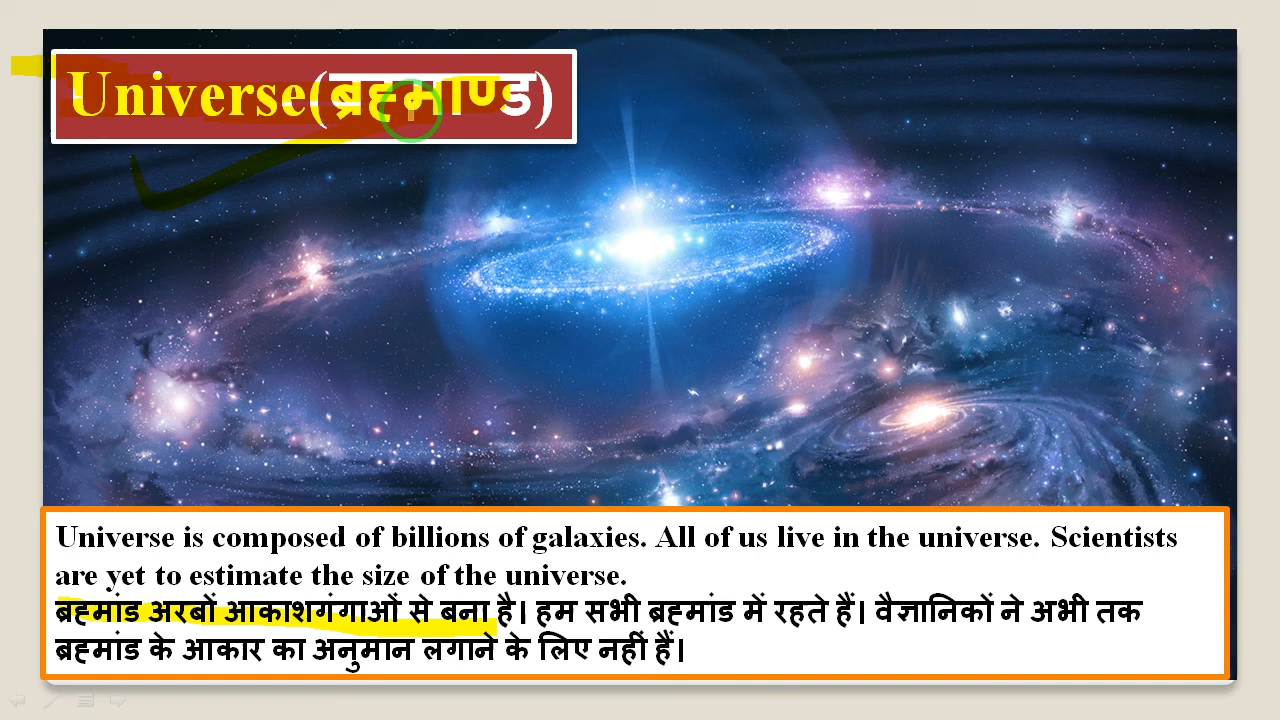 Universe(ब्रह्माण्ड)
Universe is composed of billions of galaxies. All of us live in the universe. Scientists
are yet to estimate the size of the universe.
ब्रह्मांड अरबों आकाशगंगाओं से बना है। हम सभी ब्रह्मांड में रहते हैं। वैज्ञानिकों ने अभी तक
ब्रह्मांड के आकार का अनुमान लगाने के लिए नहीं हैं।